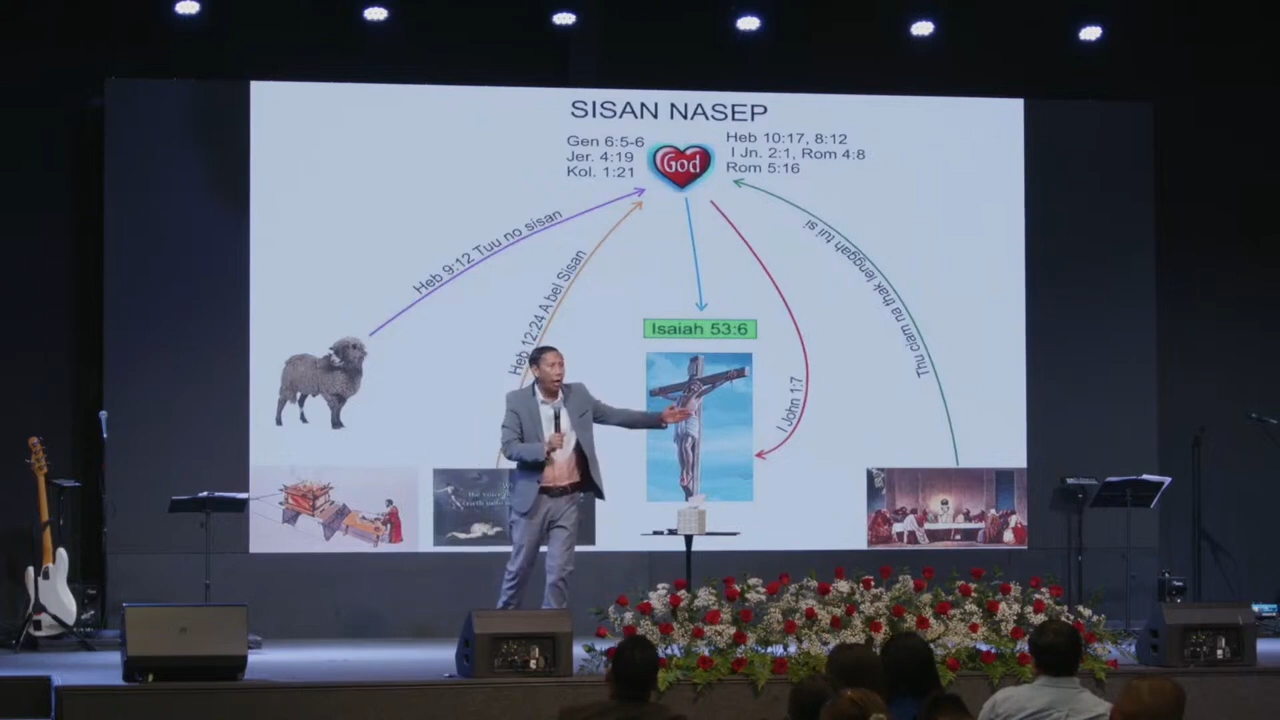 SISAN NASEP
Gen 6:5-6
Jer. 4:19
Kol. 1:21
God
Heb 10:17, 8:12
I Jn. 2:1, Rom 4:8
Rom 5:16
Heb 9:12 Tuu no sisan
Heb 12:24 A bel Sisan
Isaiah 53:6
I John 1:7
Thu ciam na thak lenggah tui si
the voice